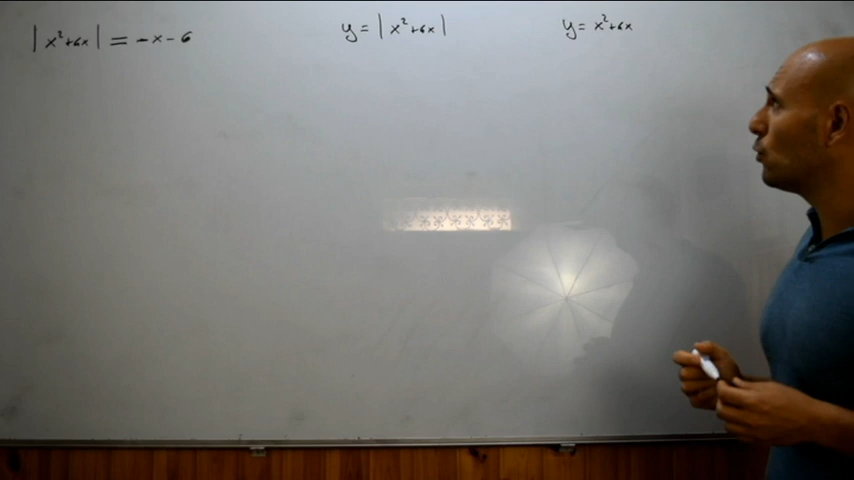 |x²+6x| = -x-6
y = |x²+6x|
y = x²+6x